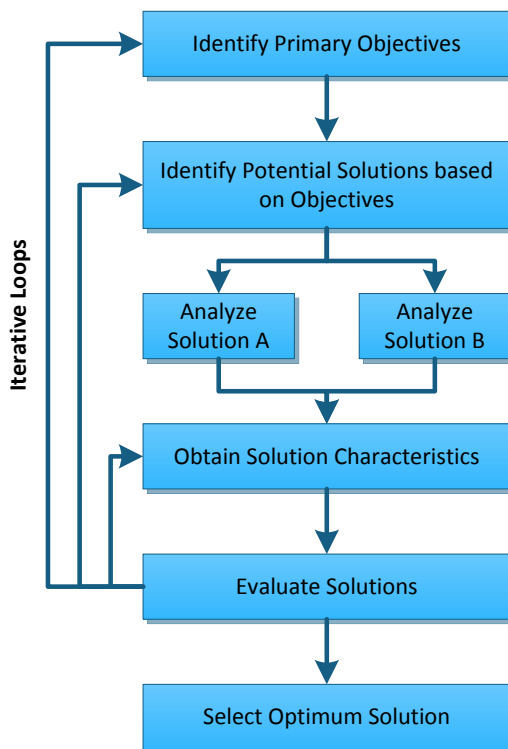 Identify Primary Objectives
Identify Potential Solutions based
on Objectives
Iterative Loops
Analyze
Solution A
Analyze
Solution B
Obtain Solution Characteristics
Evaluate Solutions
Select Optimum Solution